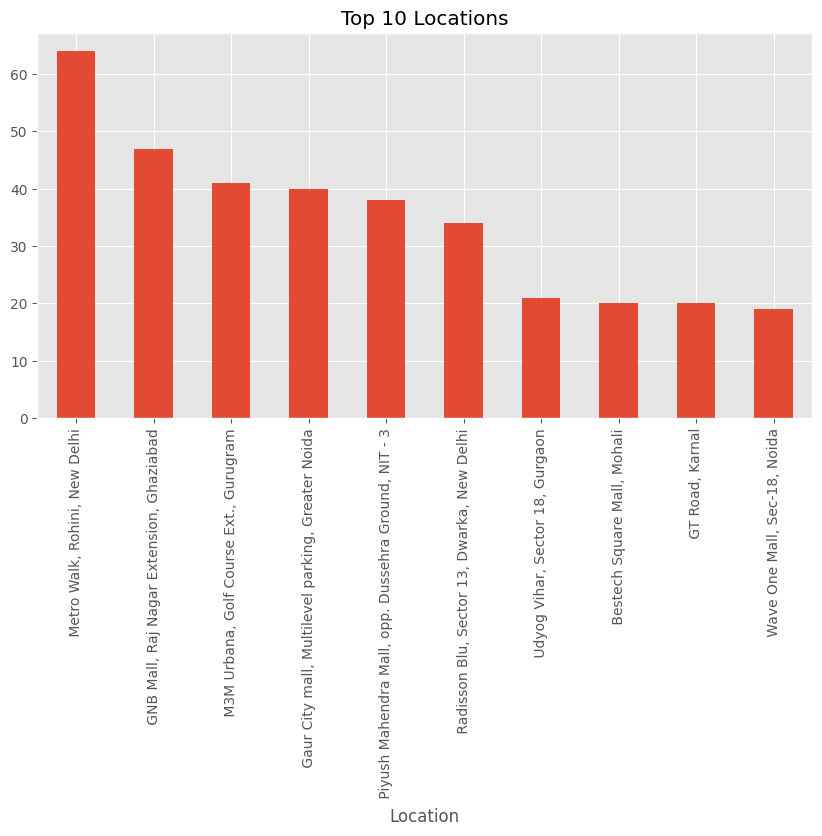 Top 10 Locations
60
50
40
30
20
10
0
Metro Walk, Rohini, New Delhi
GNB Mall, Raj Nagar Extension, Ghaziabad
M3M Urbana, Golf Course Ext., Gurugram
Gaur City mall, Multilevel parking, Greater Noida
Piyush Mahendra Mall, opp. Dussehra Ground, NIT - 3
Radisson Blu, Sector 13, Dwarka, New Delhi
Udyog Vihar, Sector 18, Gurgaon
Bestech Square Mall, Mohali
GT Road, Karnal
Wave One Mall, Sec-18, Noida
Location